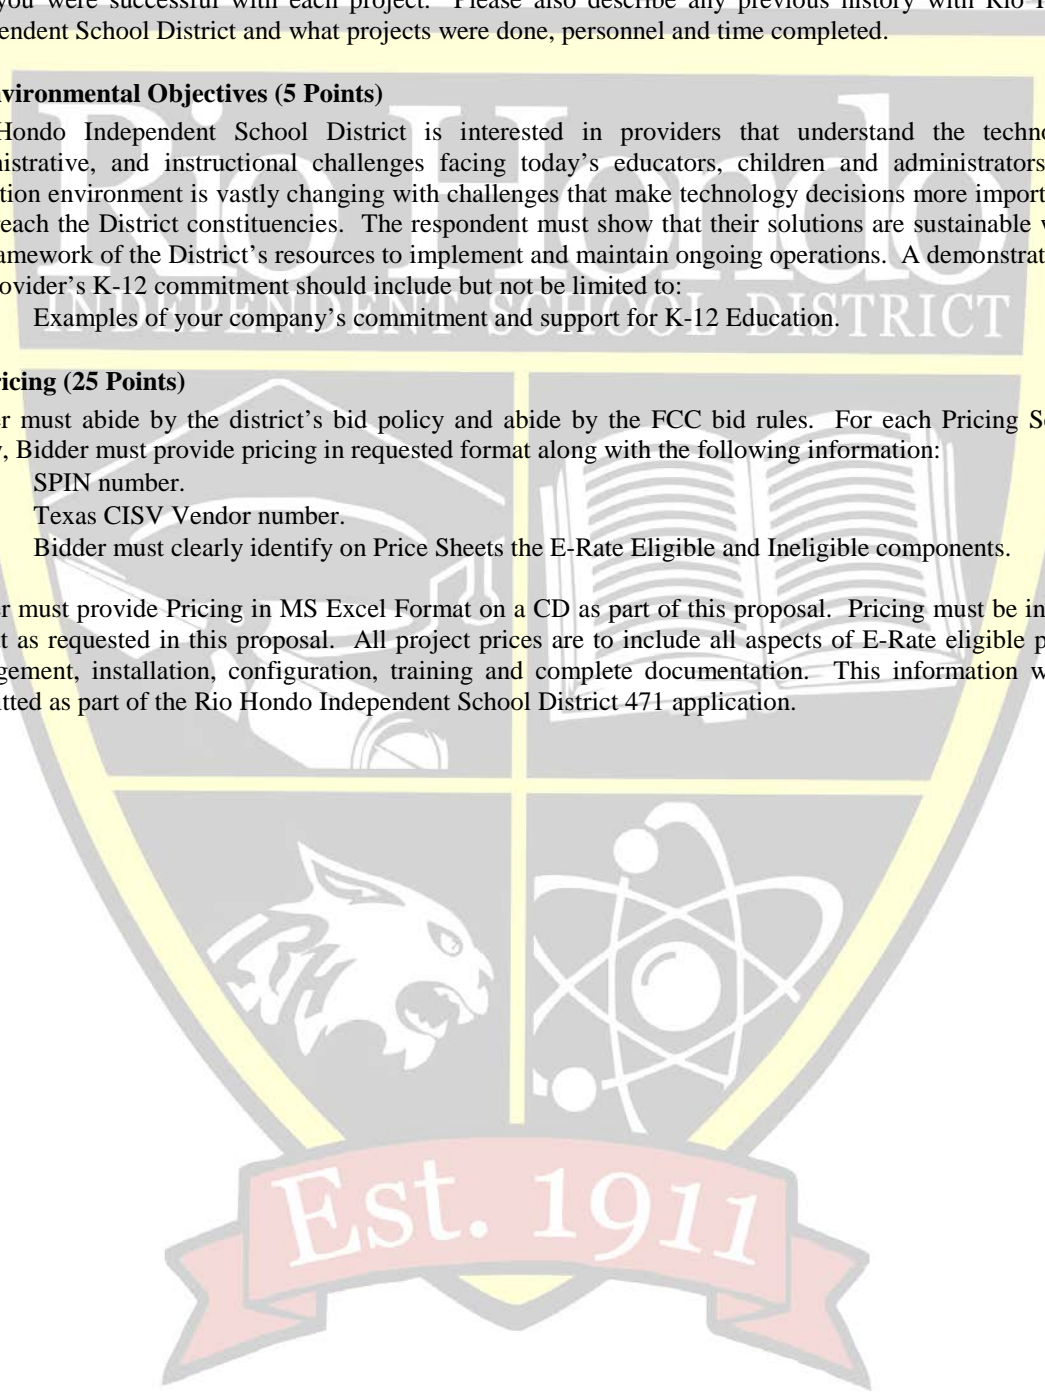 you were successful with each project. Please also describe any previous history with Rio
endent School District and what projects were done, personnel and time completed.
vironmental Objectives (5 Points)
Hondo Independent School District is interested in providers that understand the techno
nistrative, and instructional challenges facing today's educators, children and administrators
tion environment is vastly changing with challenges that make technology decisions more import
reach the District constituencies. The respondent must show that their solutions are sustainable w
amework of the District's resources to implement and maintain ongoing operations. A demonstrat
ovider's K-12 commitment should include but not be limited to:
Examples of your company's commitment and support for K-12 Education.
ricing (25 Points)
er must abide by the district's bid policy and abide by the FCC bid rules. For each Pricing Se
y, Bidder must provide pricing in requested format along with the following information:
SPIN number.
Texas CISV Vendor number.
Bidder must clearly identify on Price Sheets the E-Rate Eligible and Ineligible components.
er must provide Pricing in MS Excel Format on a CD as part of this proposal. Pricing must be in
t as requested in this proposal. All project prices are to include all aspects of E-Rate eligible p
gement, installation, configuration, training and complete documentation. This information w
itted as part of the Rio Hondo Independent School District 471 application.
Rio Hondo
INDEPENDENT SCHOOL DISTRICT
RH
Est. 1911